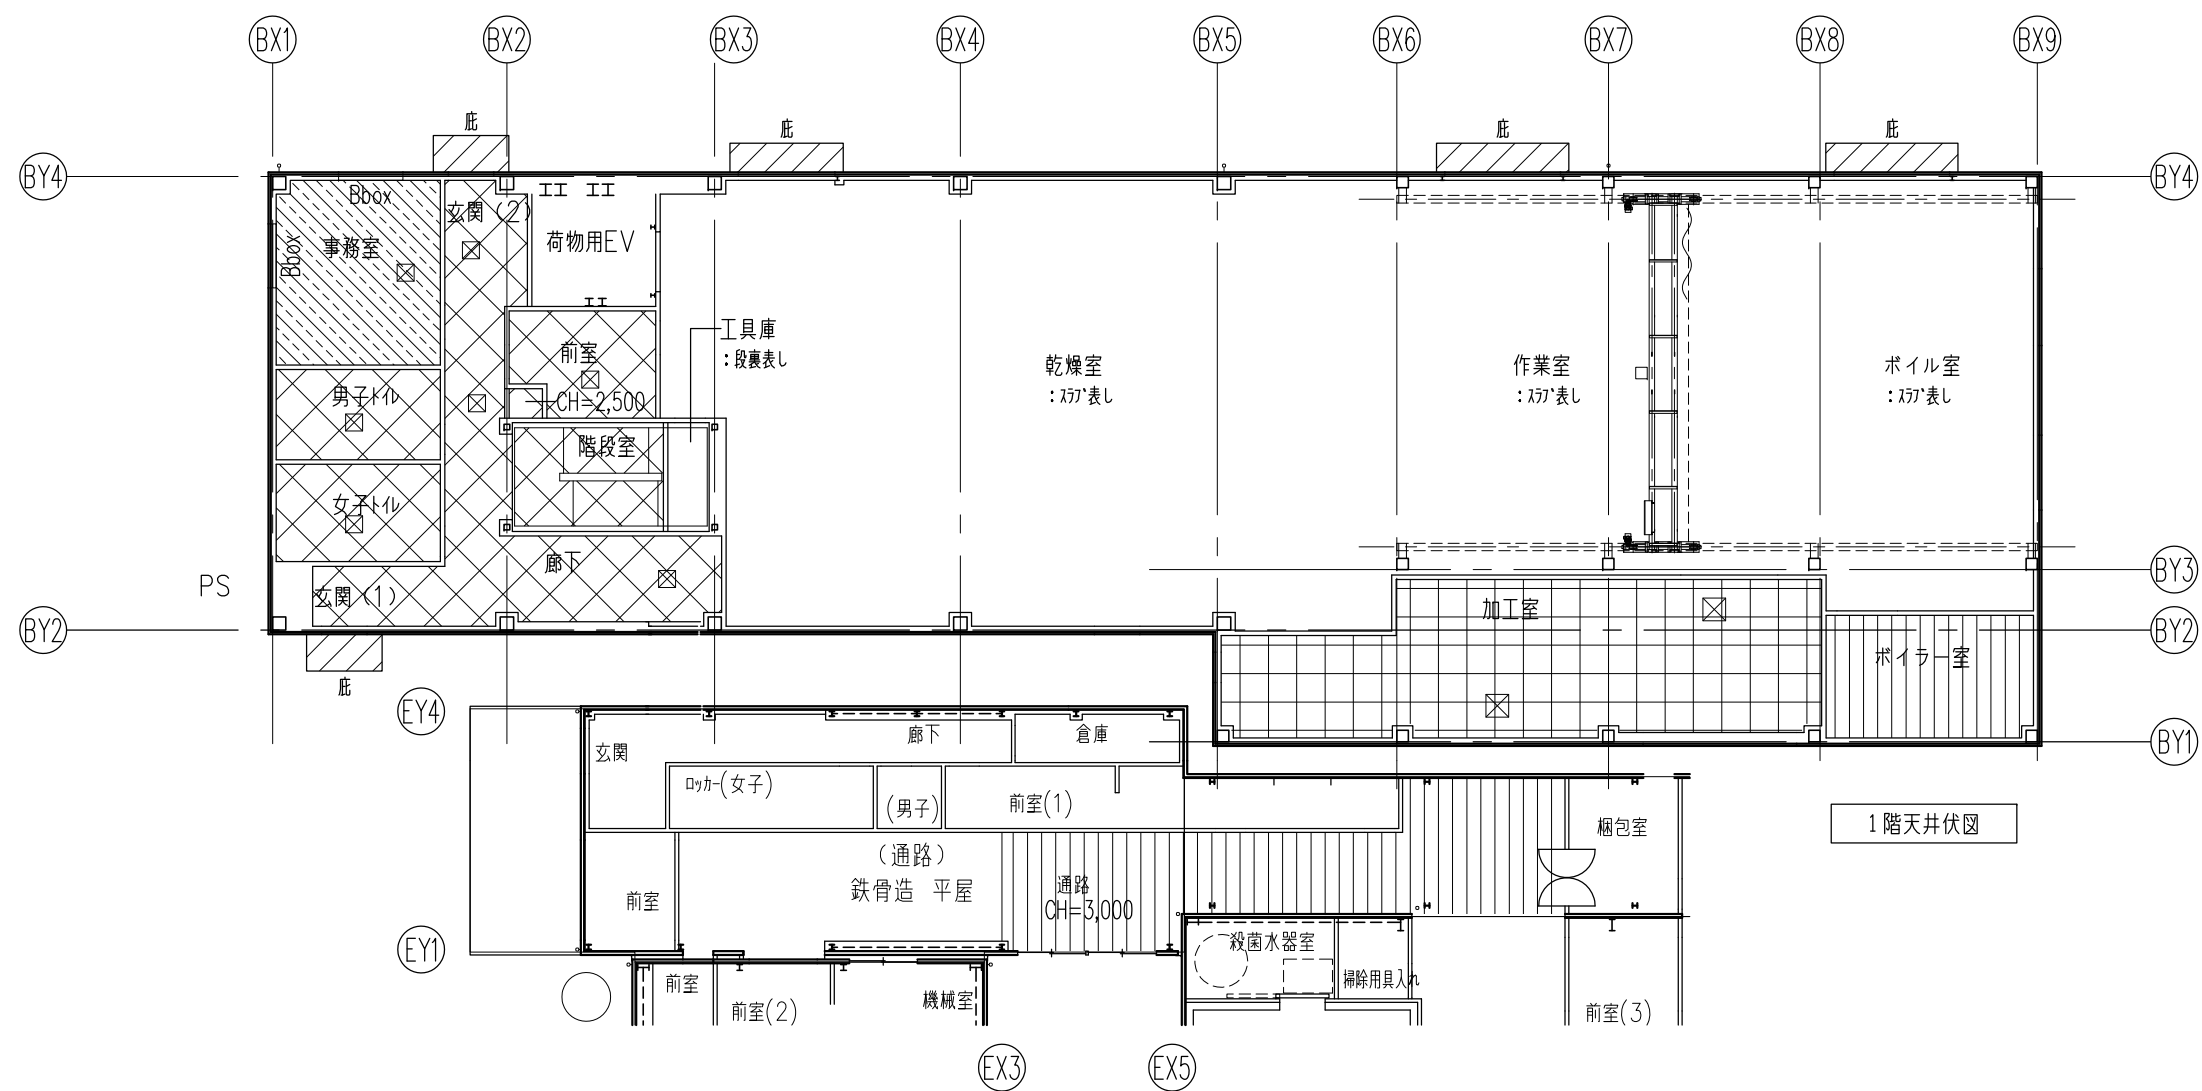 BX1 BX2 BX3 BX4 BX5 BX6 BX7 BX8 BX9
庇
庇
庇
庇
BY4
BY4
Bbox
玄関(2)
Bbox
事務室
荷物用EV
工具庫
:段裏表し
前室
CH=2,500
乾燥室
:スラブ表し
作業室
:スラブ表し
ボイル室
:スラブ表し
男子トイレ
階段室
女子トイレ
廊下
PS
玄関(1)
BY3
加工室
BY2
BY2
ボイラー室
庇
EY4
BY1
玄関
廊下
倉庫
ロッカー(女子)
(男子)
前室(1)
梱包室
1階天井伏図
(通路)
鉄骨造 平屋
前室
通路
CH=3,000
EY1
殺菌水器室
掃除用具入れ
前室
前室(2)
機械室
前室(3)
EX3
EX5